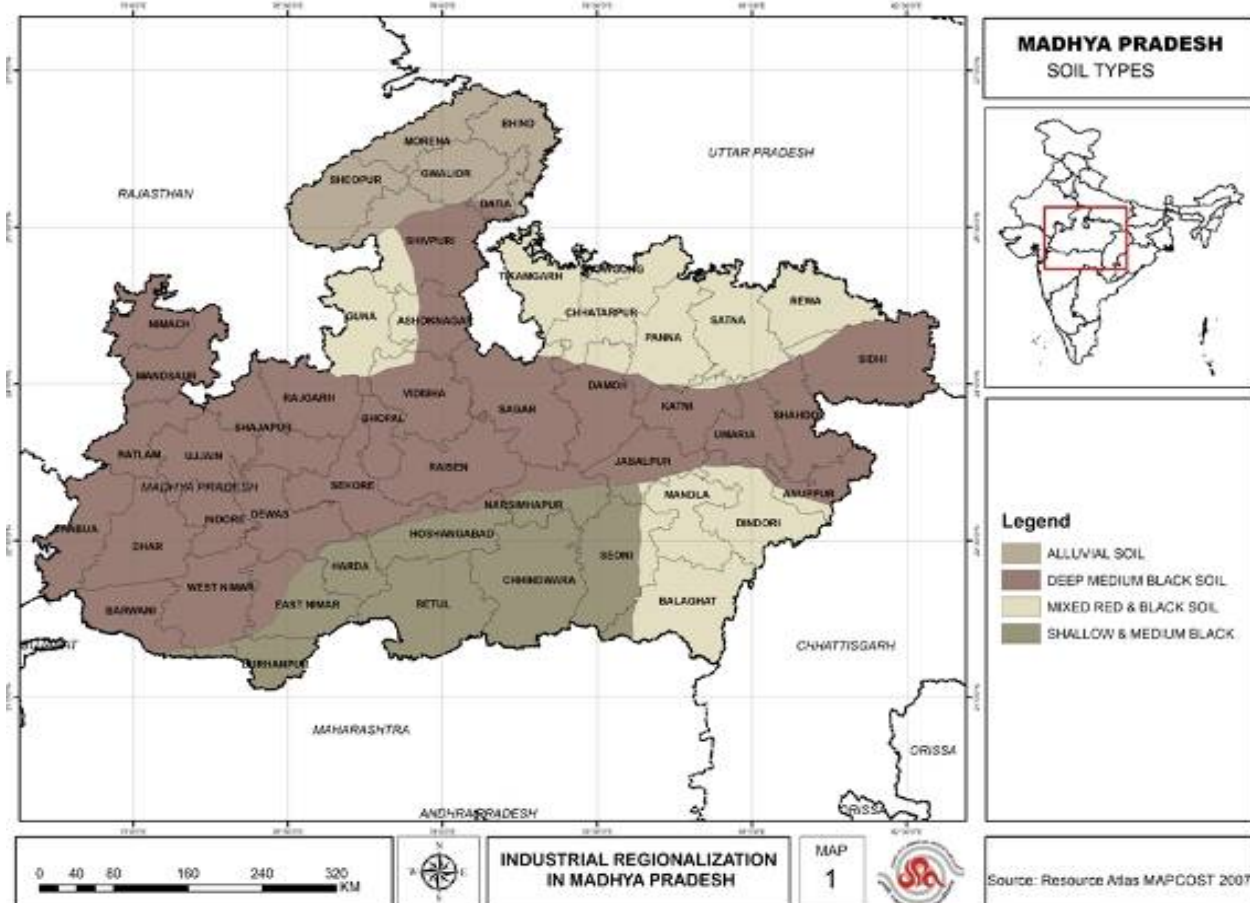 MADHYA PRADESH
SOIL TYPES
BHIND
MORENA
UTTAR PRADESH
GWALIOR
SHEOPUR
RAJASTHAN
DATIA
SHIVPURI
TIKAMGARH
REWA
GUNA
CHHATARPUR
ASHOKNAGAR
SATNA
NIMACH
PANNA
SIDHI
MANDSAUR
DAMOH
VIDISHA
RAJGARH
KATNI
SAGAR
SHAHDOL
BHOPAL
SHAJAPUR
UMARIA
RATLAM
UJJAIN
JABALPUR
RAISEN
SEHORE
MADHYA PRADESH
MANDLA
ANUPPUR
NARSIMHAPUR
INDORE
DEWAS
DINDORI
JHABUA
HOSHANGABAD
DHAR
SEONI
HARDA
CHHINDWARA
WEST NIMAR
EAST NIMAR
BETUL
BALAGHAT
BARWANI
CHHATTISGARH
BURHANPUR
MAHARASHTRA
ORISSA
ANDHRA PRADESH
ORISSA
Legend
ALLUVIAL SOIL
DEEP MEDIUM BLACK SOIL
MIXED RED & BLACK SOIL
SHALLOW & MEDIUM BLACK
0 40 80 160 240 320
KM
N
W E
S
INDUSTRIAL REGIONALIZATION
IN MADHYA PRADESH
MAP
1
Source: Resource Atlas MAPCOST 2007